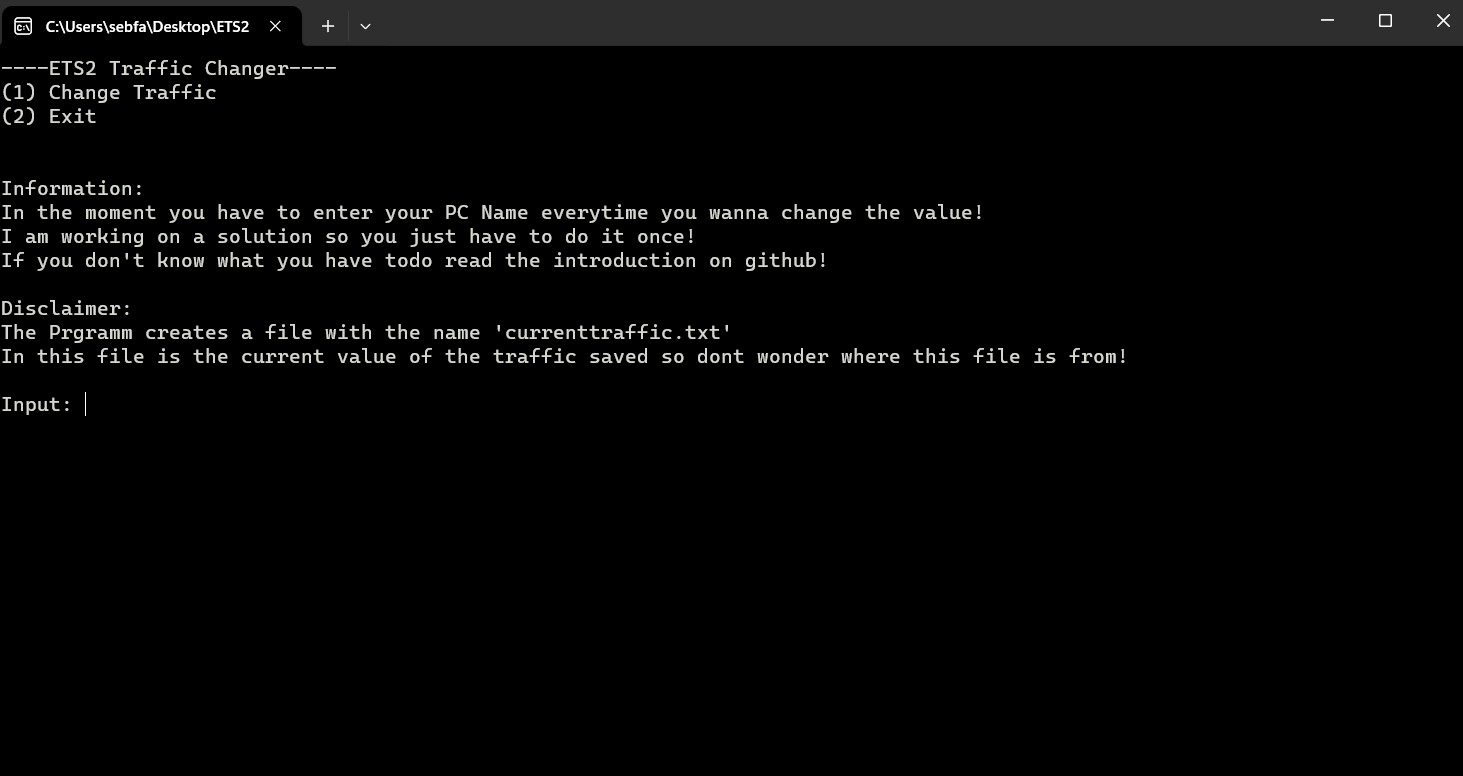 C:\Users\sebfa\Desktop\ETS2
----ETS2 Traffic Changer----
(1) Change Traffic
(2) Exit
Information:
In the moment you have to enter your PC Name everytime you wanna change the value!
I am working on a solution so you just have to do it once!
If you don't know what you have todo read the introduction on github!
Disclaimer:
The Prgramm creates a file with the name 'currenttraffic.txt'
In this file is the current value of the traffic saved so dont wonder where this file is from!
Input: